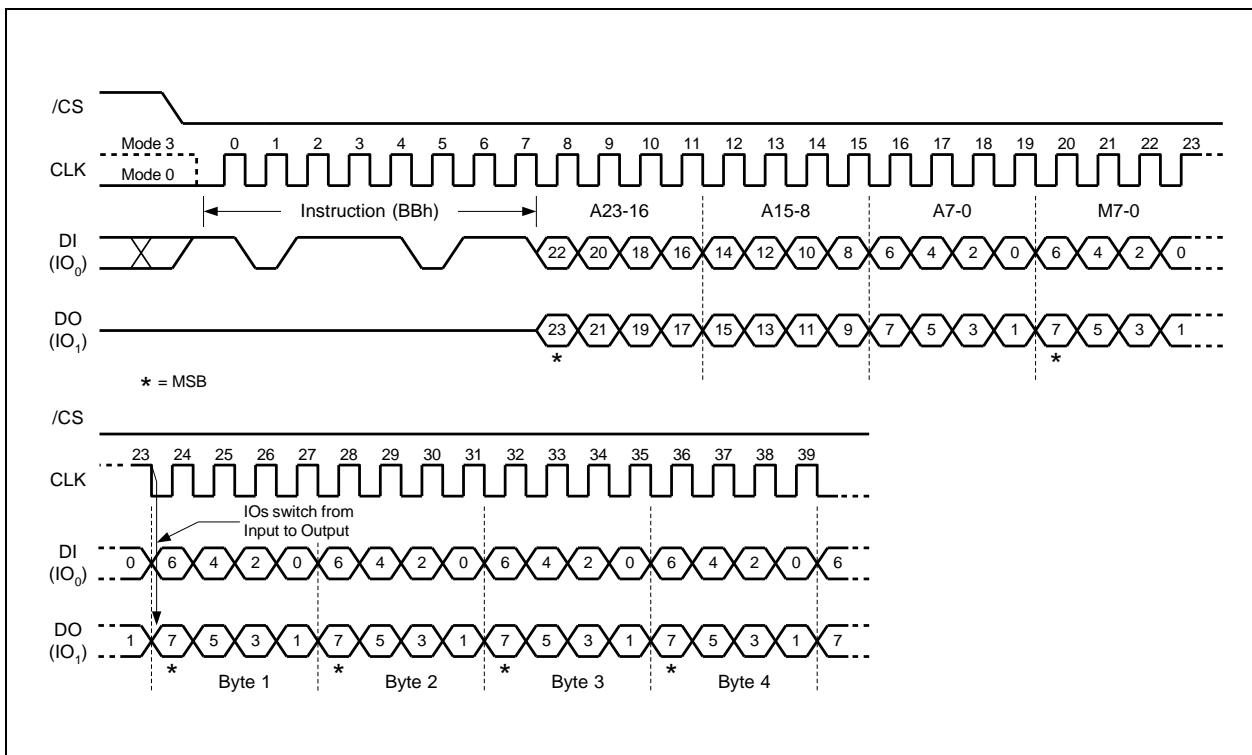 /CS
Mode 3 0 1 2 3 4 5 6 7 8 9 10 11 12 13 14 15 16 17 18 19 20 21 22 23
CLK
Mode 0
Instruction (BBh) A23-16 A15-8 A7-0 M7-0
DI
(IO0) 22 20 18 16 14 12 10 8 6 4 2 0 6 4 2 0
DO
(IO1) 23 21 19 17 15 13 11 9 7 5 3 1 7 5 3 1
* *
* = MSB
/CS
23 24 25 26 27 28 29 30 31 32 33 34 35 36 37 38 39
CLK
IOs switch from
Input to Output
DI
(IO0) 0 6 4 2 0 6 4 2 0 6 4 2 0 6 4 2 0 6
DO
(IO1) 1 7 5 3 1 7 5 3 1 7 5 3 1 7 5 3 1 7
* * * *
Byte 1 Byte 2 Byte 3 Byte 4